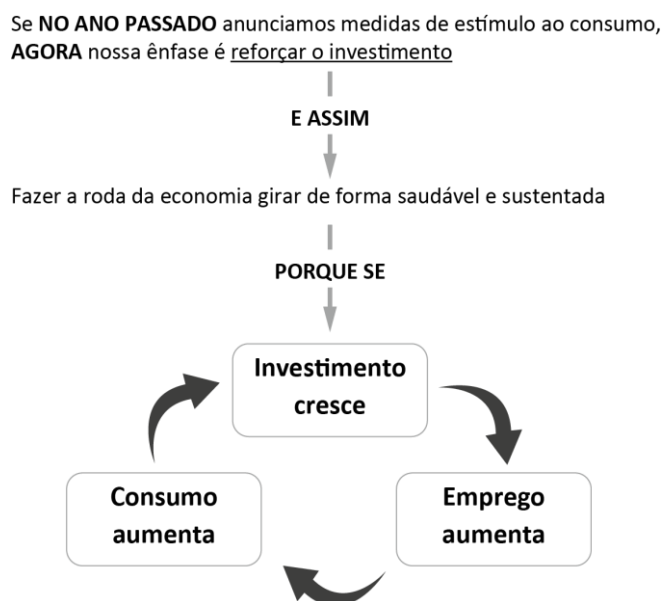 Se NO ANO PASSADO anunciamos medidas de estímulo ao consumo,
AGORA nossa ênfase é reforçar o investimento
E ASSIM
Fazer a roda da economia girar de forma saudável e sustentada
PORQUE SE
Investimento
cresce
Consumo
aumenta
Emprego
aumenta